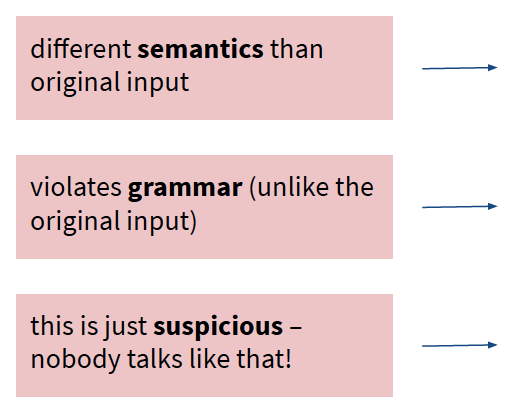 different semantics than
original input
violates grammar (unlike the
original input)
this is just suspicious –
nobody talks like that!